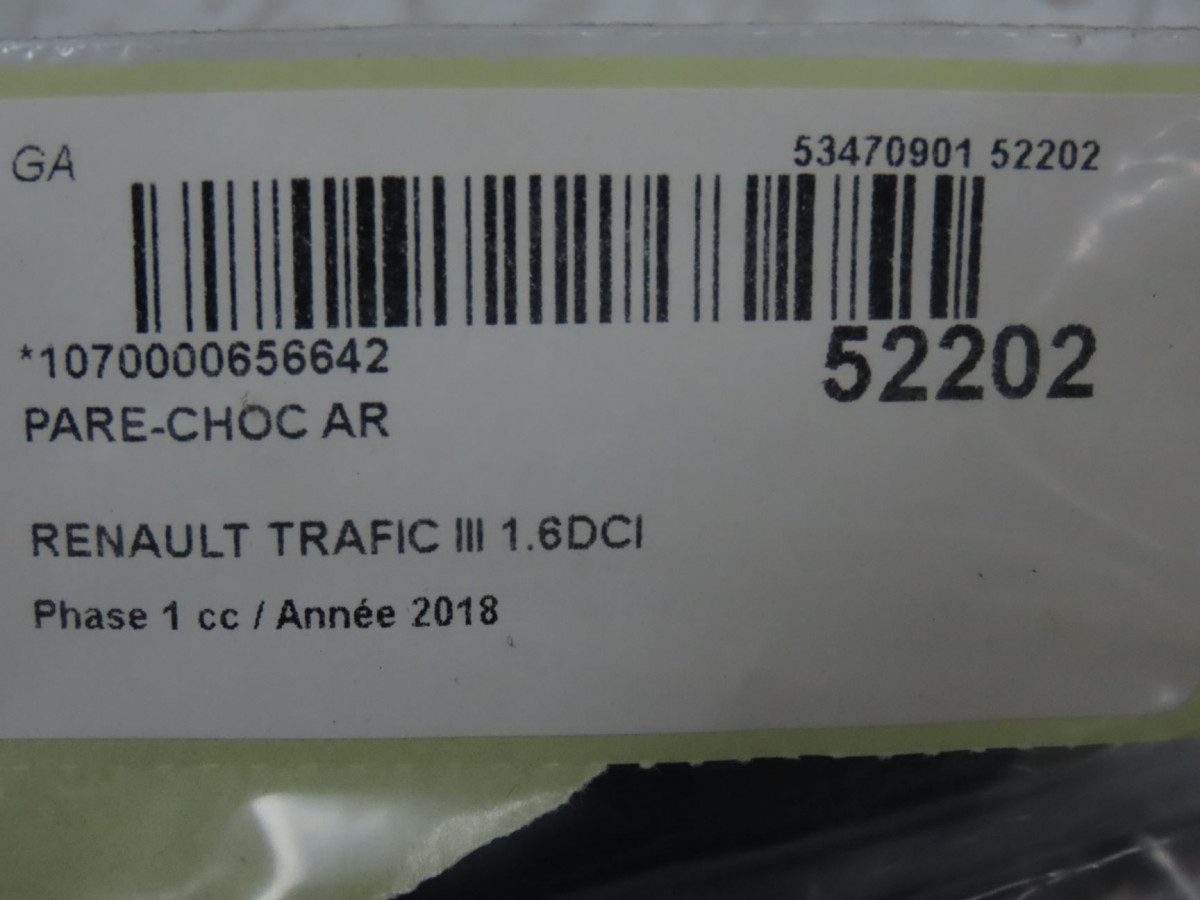 GA
53470901 52202
*1070000656642
52202
PARE-CHOC AR
RENAULT TRAFIC III 1.6DCI
Phase 1 cc / Année 2018